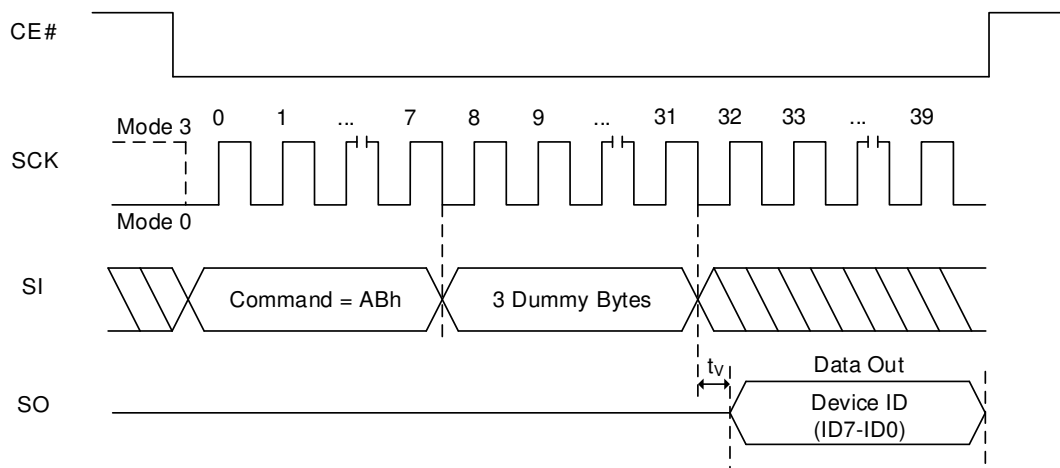 CE#
0 1 ... 7 8 9 ... 31 32 33 ... 39
Mode 3
SCK
Mode 0
SI
Command = ABh
3 Dummy Bytes
tV
Data Out
SO
Device ID
(ID7-ID0)